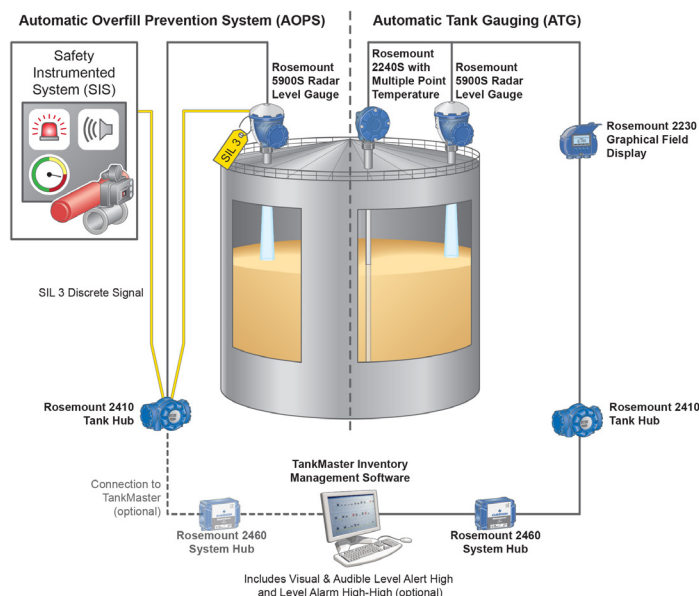 Automatic Overfill Prevention System (AOPS)
Automatic Tank Gauging (ATG)
Safety
Instrumented
System (SIS)
Rosemount
5900S Radar
Level Gauge
Rosemount
2240S with
Multiple Point
Temperature
Rosemount
5900S Radar
Level Gauge
Rosemount 2230
Graphical Field
Display
SIL 3
SIL 3 Discrete Signal
Rosemount 2410
Tank Hub
Rosemount 2410
Tank Hub
Connection to
TankMaster
(optional)
TankMaster Inventory
Management Software
Rosemount 2460
System Hub
Rosemount 2460
System Hub
Includes Visual & Audible Level Alert High
and Level Alarm High-High (optional)